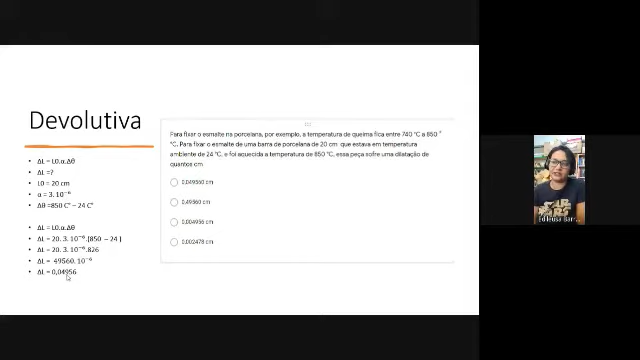 Devolutiva
ΔL = L0.α.Δθ
ΔL =?
L0 = 20 cm
α = 3. 10⁻⁶
Δθ =850 C° − 24 C°
ΔL = L0.α.Δθ
ΔL = 20. 3. 10⁻⁶.[850 − 24 ]
ΔL = 20. 3. 10⁻⁶.826
ΔL = 49560. 10⁻⁶
ΔL = 0,04956
Para fixar o esmalte na porcelana, por exemplo, a temperatura de queima fica entre 740 °C a 850 °
°C. Para fixar o esmalte de uma barra de porcelana de 20 cm que estava em temperatura
ambiente de 24 °C, e foi aquecida a temperatura de 850 °C, essa peça sofre uma dilatação de
quantos cm
0,049560 cm
0,49560 cm
0,004956 cm
0,002478 cm
STAR
WARS
Edileusa Bar...